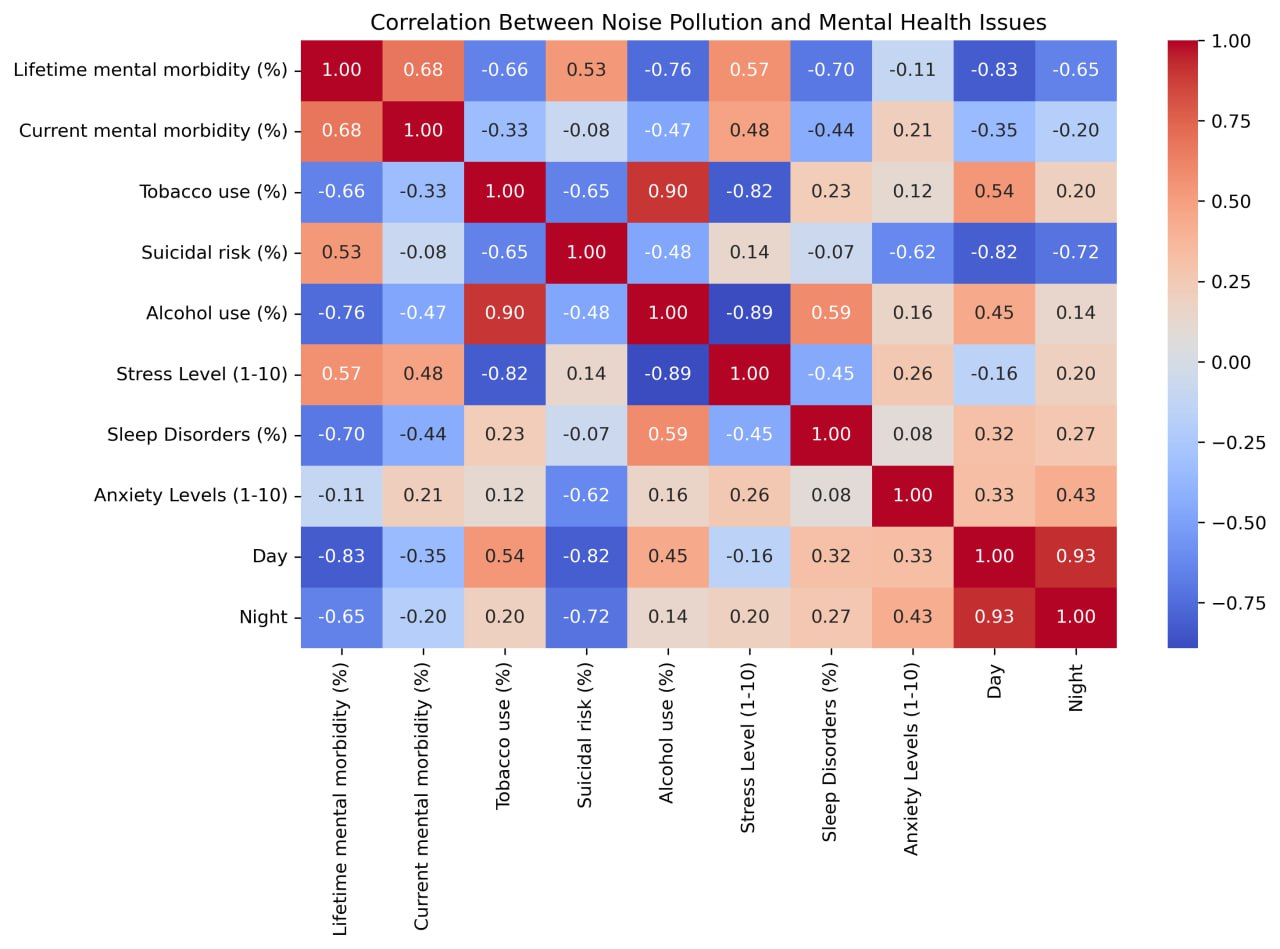 Correlation Between Noise Pollution and Mental Health Issues
Lifetime mental morbidity (%) 1.00 0.68 -0.66 0.53 -0.76 0.57 -0.70 -0.11 -0.83 -0.65
Current mental morbidity (%) 0.68 1.00 -0.33 -0.08 -0.47 0.48 -0.44 0.21 -0.35 -0.20
Tobacco use (%) -0.66 -0.33 1.00 -0.65 0.90 -0.82 0.23 0.12 0.54 0.20
Suicidal risk (%) 0.53 -0.08 -0.65 1.00 -0.48 0.14 -0.07 -0.62 -0.82 -0.72
Alcohol use (%) -0.76 -0.47 0.90 -0.48 1.00 -0.89 0.59 0.16 0.45 0.14
Stress Level (1-10) 0.57 0.48 -0.82 0.14 -0.89 1.00 -0.45 0.26 -0.16 0.20
Sleep Disorders (%) -0.70 -0.44 0.23 -0.07 0.59 -0.45 1.00 0.08 0.32 0.27
Anxiety Levels (1-10) -0.11 0.21 0.12 -0.62 0.16 0.26 0.08 1.00 0.33 0.43
Day -0.83 -0.35 0.54 -0.82 0.45 -0.16 0.32 0.33 1.00 0.93
Night -0.65 -0.20 0.20 -0.72 0.14 0.20 0.27 0.43 0.93 1.00
Lifetime mental morbidity (%)
Current mental morbidity (%)
Tobacco use (%)
Suicidal risk (%)
Alcohol use (%)
Stress Level (1-10)
Sleep Disorders (%)
Anxiety Levels (1-10)
Day
Night
1.00
0.75
0.50
0.25
0.00
−0.25
−0.50
−0.75